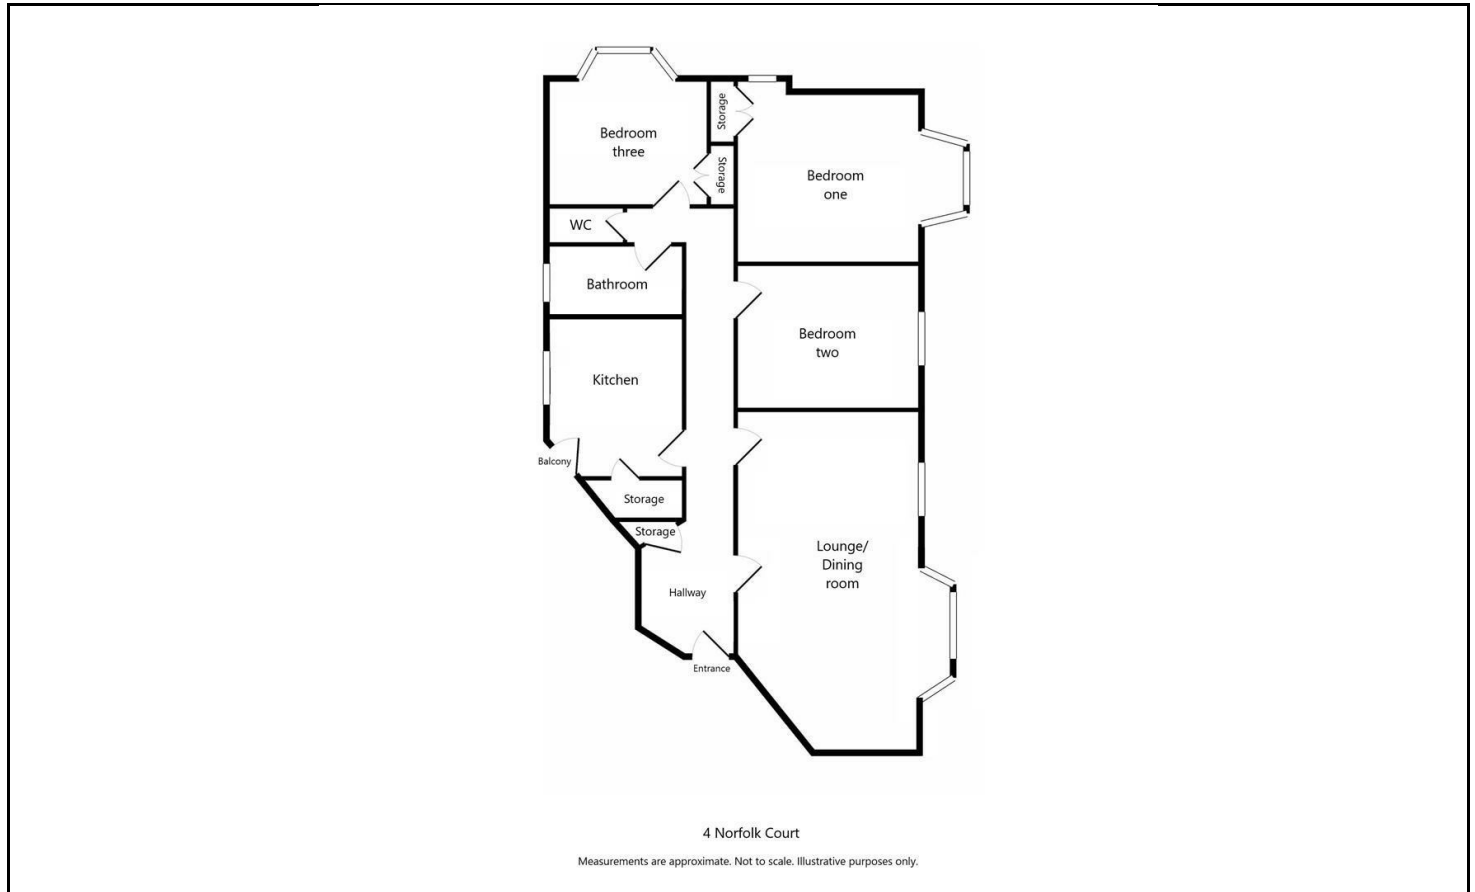 Bedroom
three
Storage
Storage
Bedroom
one
WC
Bathroom
Bedroom
two
Kitchen
Balcony
Storage
Storage
Lounge/
Dining
room
Hallway
Entrance
4 Norfolk Court
Measurements are approximate. Not to scale. Illustrative purposes only.